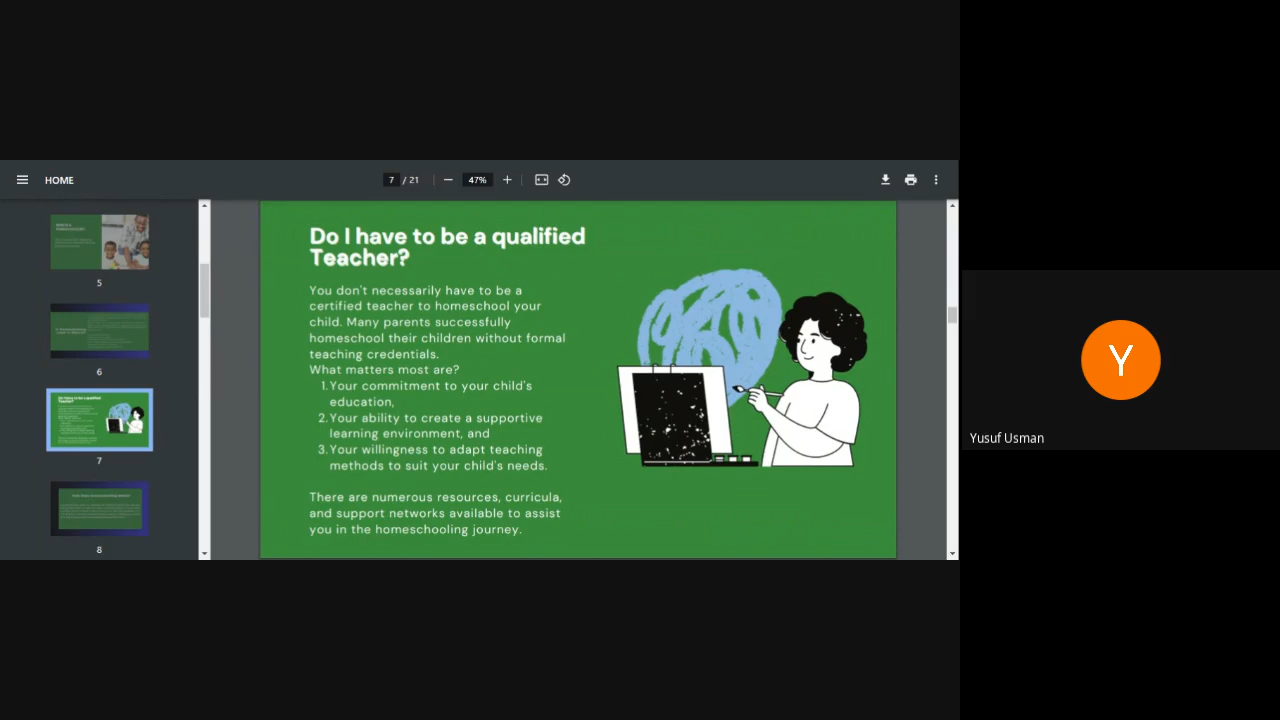 HOME
7 / 21
47%
5
6
7
8
Do I have to be a qualified
Teacher?
You don't necessarily have to be a
certified teacher to homeschool your
child. Many parents successfully
homeschool their children without formal
teaching credentials.
What matters most are?
1.Your commitment to your child's
education,
2.Your ability to create a supportive
learning environment, and
3.Your willingness to adapt teaching
methods to suit your child's needs.
There are numerous resources, curricula,
and support networks available to assist
you in the homeschooling journey.
Y
Yusuf Usman